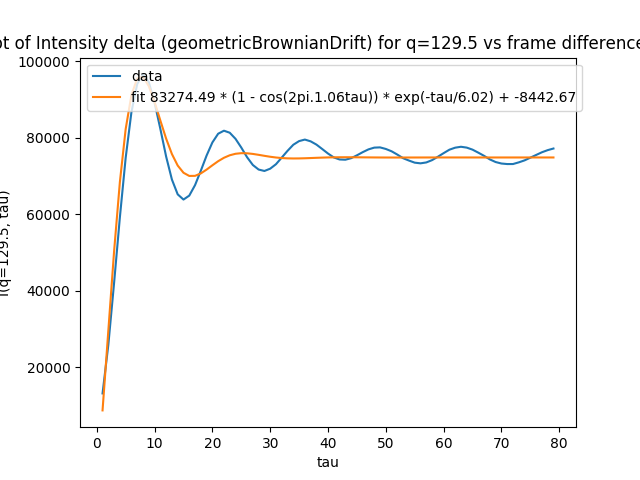 of Intensity delta (geometricBrownianDrift) for q=129.5 vs frame difference
data
fit 83274.49 * (1 - cos(2pi.1.06tau)) * exp(-tau/6.02) + -8442.67
100000
80000
60000
40000
20000
I(q=129.5, tau)
0 10 20 30 40 50 60 70 80
tau